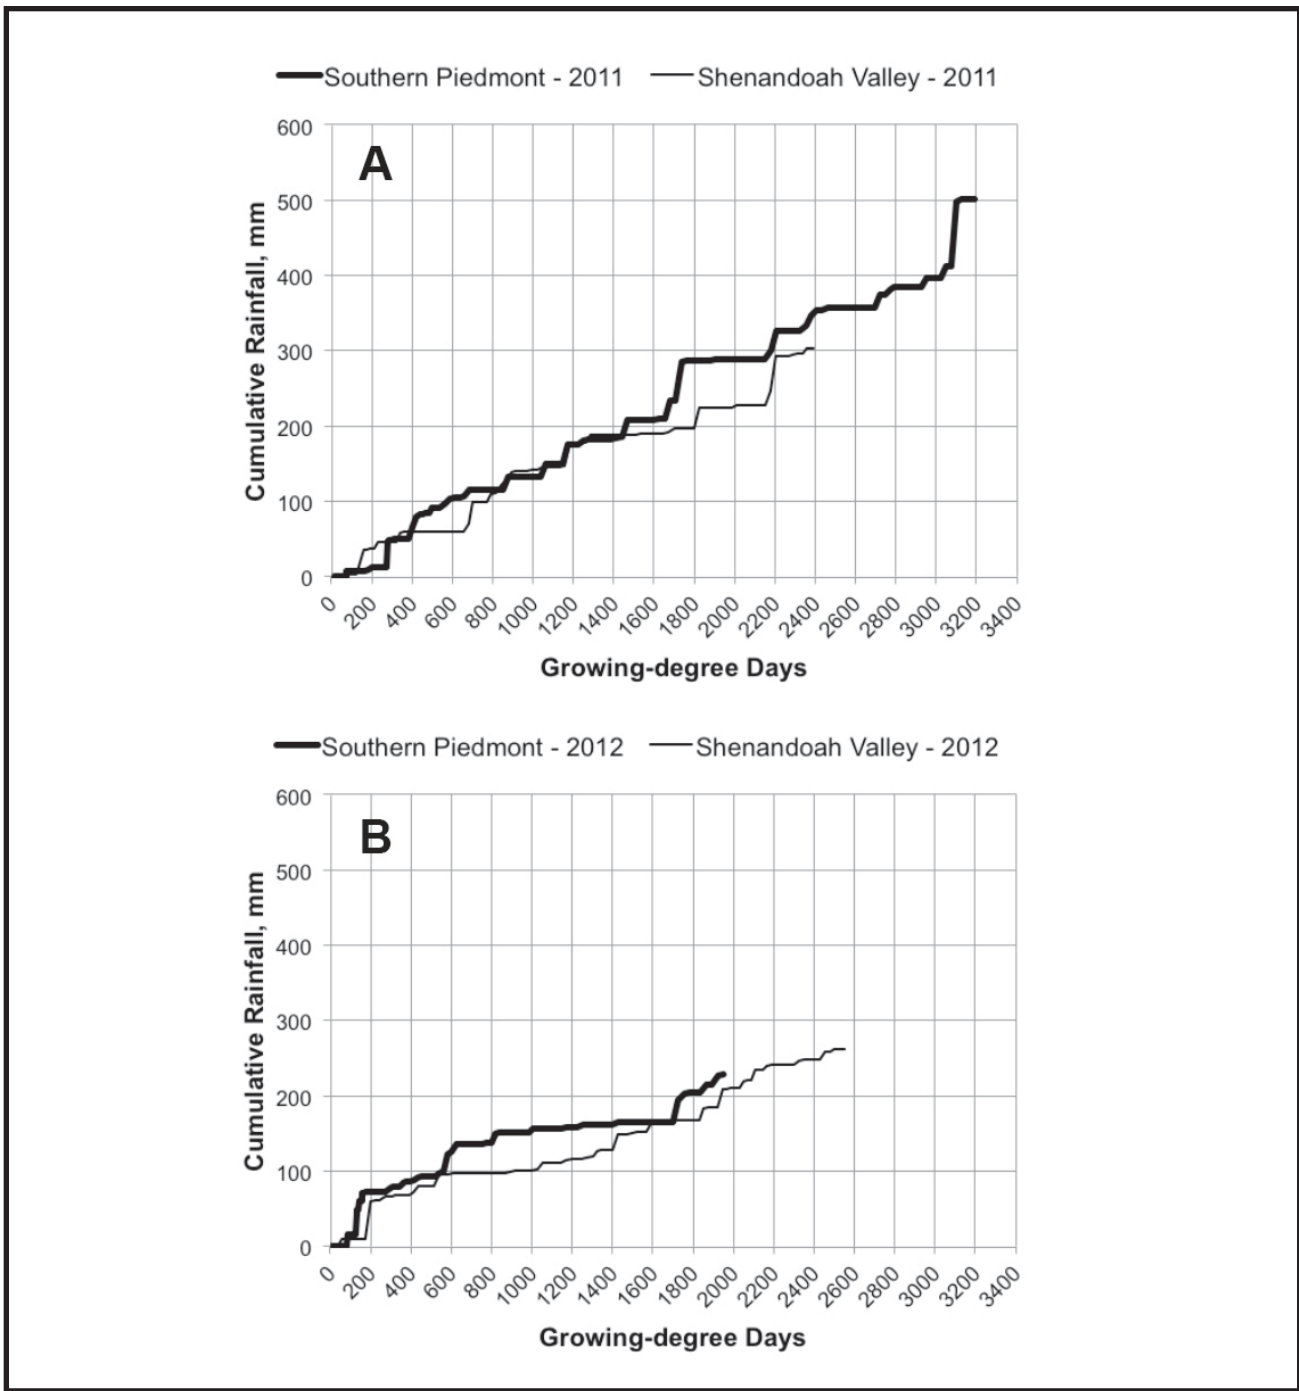 Southern Piedmont - 2011 Shenandoah Valley - 2011
A
600
500
400
300
200
100
0
Cumulative Rainfall, mm
0 200 400 600 800 1000 1200 1400 1600 1800 2000 2200 2400 2600 2800 3000 3200 3400
Growing-degree Days
Southern Piedmont - 2012 Shenandoah Valley - 2012
B
600
500
400
300
200
100
0
Cumulative Rainfall, mm
0 200 400 600 800 1000 1200 1400 1600 1800 2000 2200 2400 2600 2800 3000 3200 3400
Growing-degree Days